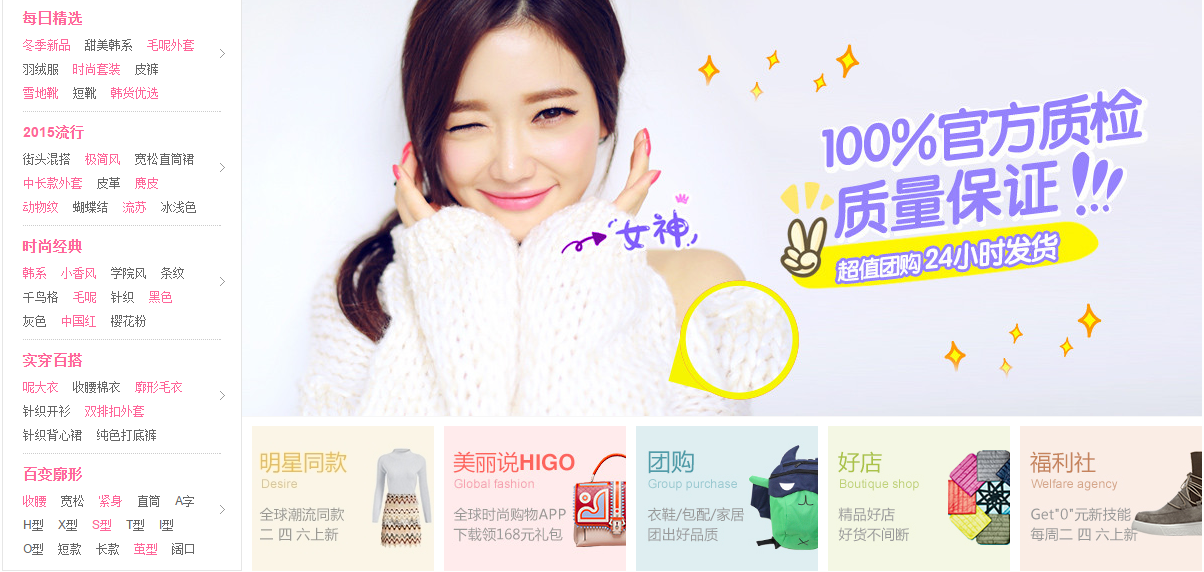 每日精选
冬季新品 甜美韩系 毛呢外套
羽绒服 时尚套装 皮裤
雪地靴 短靴 韩货优选
2015流行
街头混搭 极简风 宽松直筒裙
中长款外套 皮革 麂皮
动物纹 蝴蝶结 流苏 冰浅色
时尚经典
韩系 小香风 学院风 条纹
千鸟格 毛呢 针织 黑色
灰色 中国红 樱花粉
实穿百搭
呢大衣 收腰棉衣 廓形毛衣
针织开衫 双排扣外套
针织背心裙 纯色打底裤
百变廓形
收腰 宽松 紧身 直筒 A字
H型 X型 S型 T型 I型
O型 短款 长款 茧型 阔口
女神
100%官方质检
质量保证!!!
超值团购 24小时发货
明星同款
Desire
全球潮流同款
二 四 六上新
美丽说HIGO
Global fashion
全球时尚购物APP
下载领168元礼包
团购
Group purchase
衣鞋/包配/家居
团出好品质
好店
Boutique shop
精品好店
好货不间断
福利社
Welfare agency
Get"0"元新技能
每周二 四 六上新